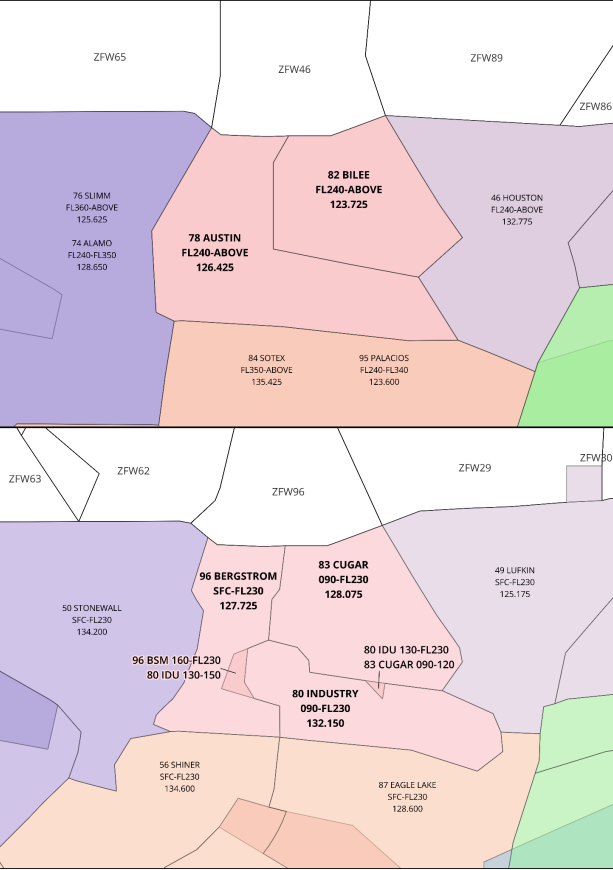 ZFW65
ZFW46
ZFW89
ZFW86
76 SLIMM
FL360-ABOVE
125.625
74 ALAMO
FL240-FL350
128.650
78 AUSTIN
FL240-ABOVE
126.425
82 BILEE
FL240-ABOVE
123.725
46 HOUSTON
FL240-ABOVE
132.775
84 SOTEX
FL350-ABOVE
135.425
95 PALACIOS
FL240-FL340
123.600
ZFW63
ZFW62
ZFW96
ZFW29
ZFW30
50 STONEWALL
SFC-FL230
134.200
96 BERGSTROM
SFC-FL230
127.725
83 CUGAR
090-FL230
128.075
49 LUFKIN
SFC-FL230
125.175
96 BSM 160-FL230
80 IDU 130-150
80 IDU 130-FL230
83 CUGAR 090-120
80 INDUSTRY
090-FL230
132.150
56 SHINER
SFC-FL230
134.600
87 EAGLE LAKE
SFC-FL230
128.600